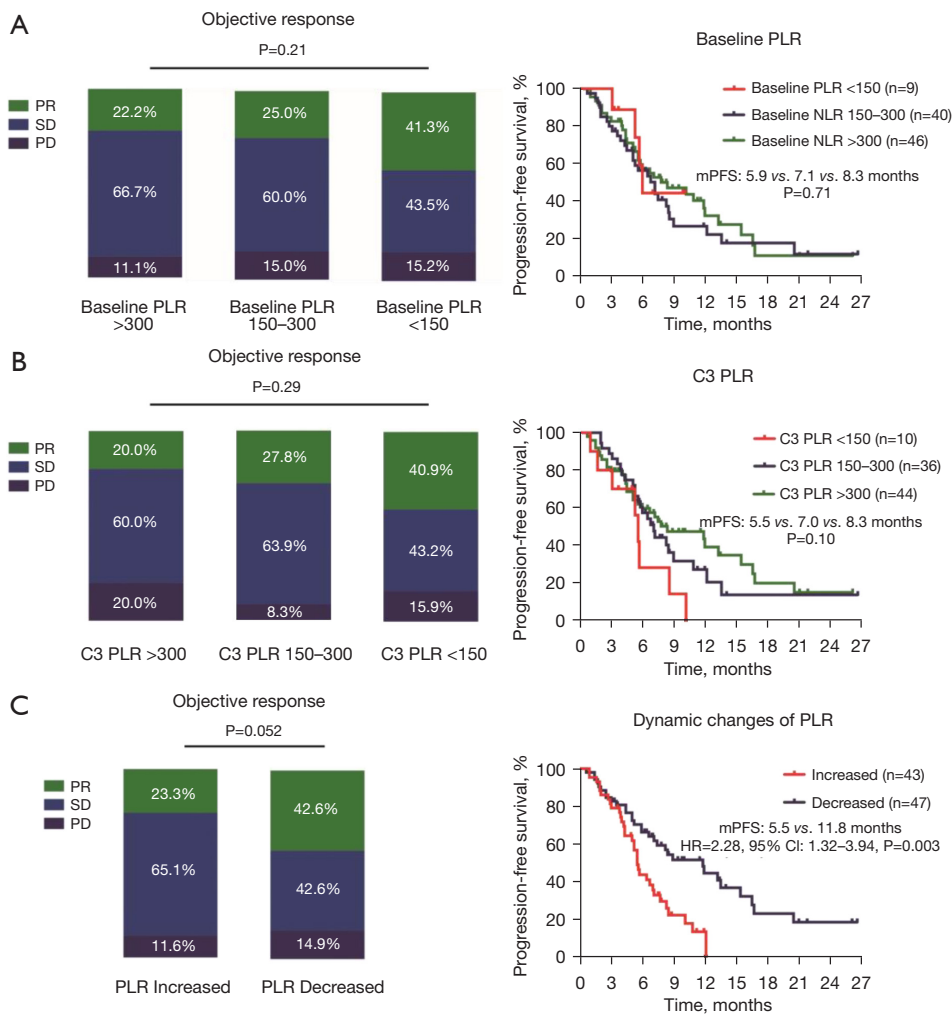 A
Objective response
P=0.21
PR
SD
PD
22.2%
66.7%
11.1%
25.0%
60.0%
15.0%
41.3%
43.5%
15.2%
Baseline PLR
>300
Baseline PLR
150–300
Baseline PLR
<150
Baseline PLR
Progression-free survival, %
100
80
60
40
20
0
Baseline PLR <150 (n=9)
Baseline NLR 150–300 (n=40)
Baseline NLR >300 (n=46)
mPFS: 5.9 vs. 7.1 vs. 8.3 months
P=0.71
0 3 6 9 12 15 18 21 24 27
Time, months
B
Objective response
P=0.29
PR
SD
PD
20.0%
60.0%
20.0%
27.8%
63.9%
8.3%
40.9%
43.2%
15.9%
C3 PLR >300
C3 PLR 150–300
C3 PLR <150
C3 PLR
Progression-free survival, %
100
80
60
40
20
0
C3 PLR <150 (n=10)
C3 PLR 150–300 (n=36)
C3 PLR >300 (n=44)
mPFS: 5.5 vs. 7.0 vs. 8.3 months
P=0.10
0 3 6 9 12 15 18 21 24 27
Time, months
C
Objective response
P=0.052
PR
SD
PD
23.3%
65.1%
11.6%
42.6%
42.6%
14.9%
PLR Increased
PLR Decreased
Dynamic changes of PLR
Progression-free survival, %
100
80
60
40
20
0
Increased (n=43)
Decreased (n=47)
mPFS: 5.5 vs. 11.8 months
HR=2.28, 95% CI: 1.32–3.94, P=0.003
0 3 6 9 12 15 18 21 24 27
Time, months